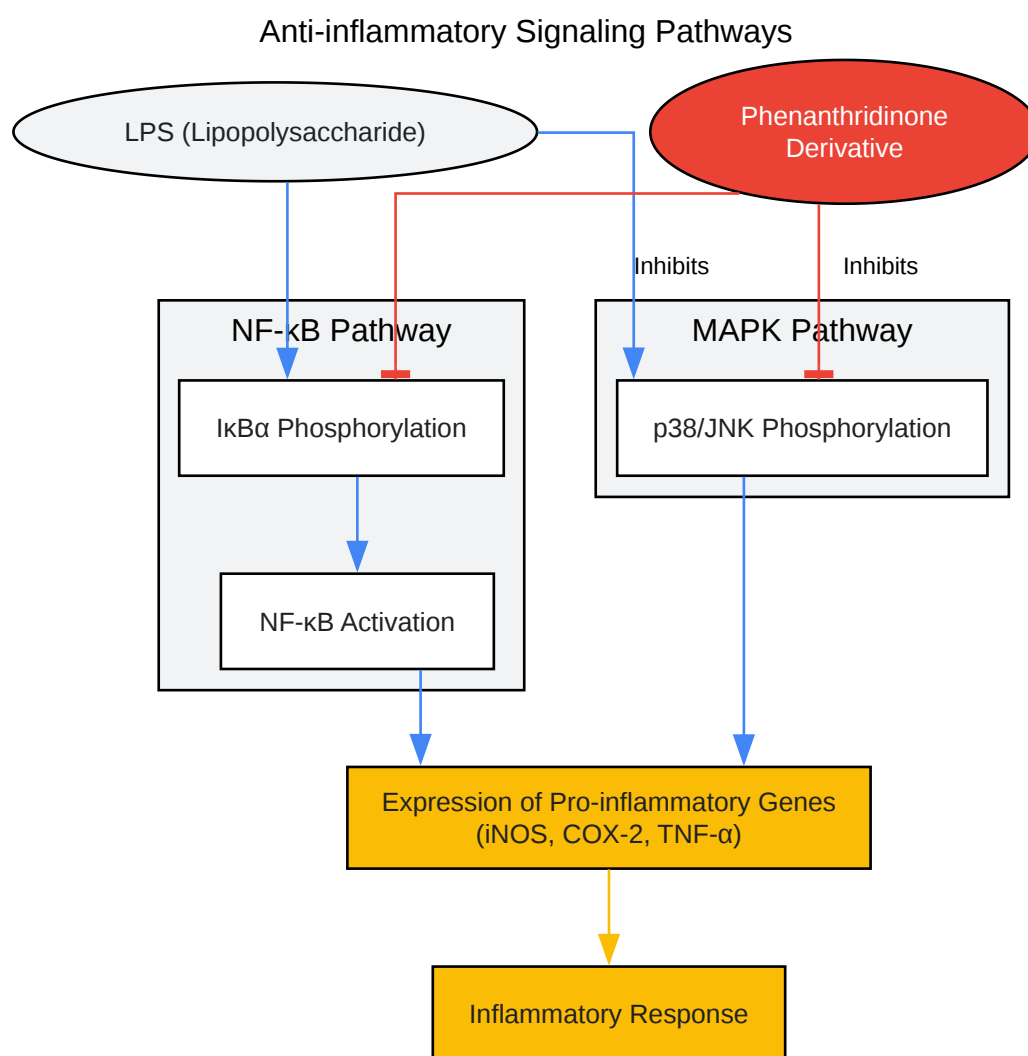 Anti-inflammatory Signaling Pathways
LPS (Lipopolysaccharide)
Phenanthridinone
Derivative
Inhibits
Inhibits
NF-κB Pathway
MAPK Pathway
IκBα Phosphorylation
p38/JNK Phosphorylation
NF-κB Activation
Expression of Pro-inflammatory Genes
(iNOS, COX-2, TNF-α)
Inflammatory Response